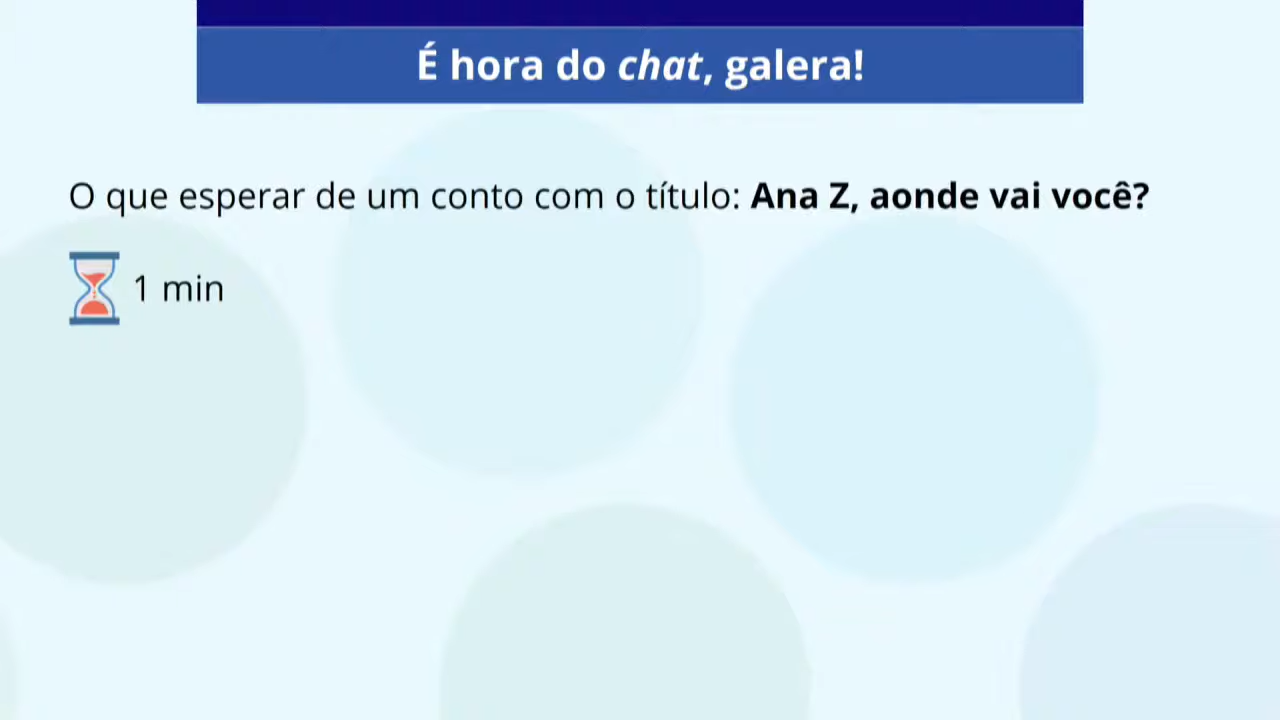 É hora do chat, galera!
O que esperar de um conto com o título: Ana Z, aonde vai você?
1 min